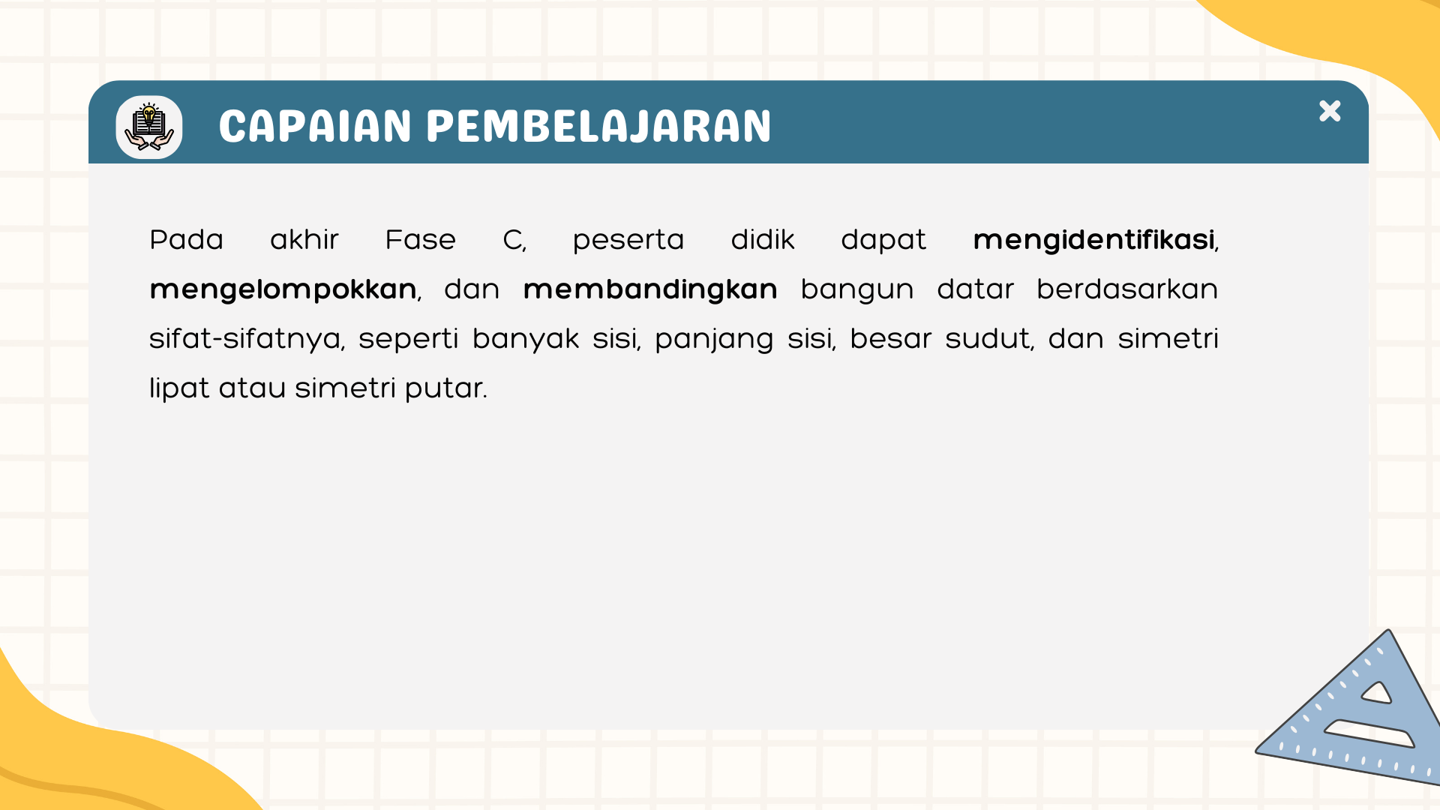 CAPAIAN PEMBELAJARAN
Pada akhir Fase C, peserta didik dapat mengidentifikasi,
mengelompokkan, dan membandingkan bangun datar berdasarkan
sifat-sifatnya, seperti banyak sisi, panjang sisi, besar sudut, dan simetri
lipat atau simetri putar.